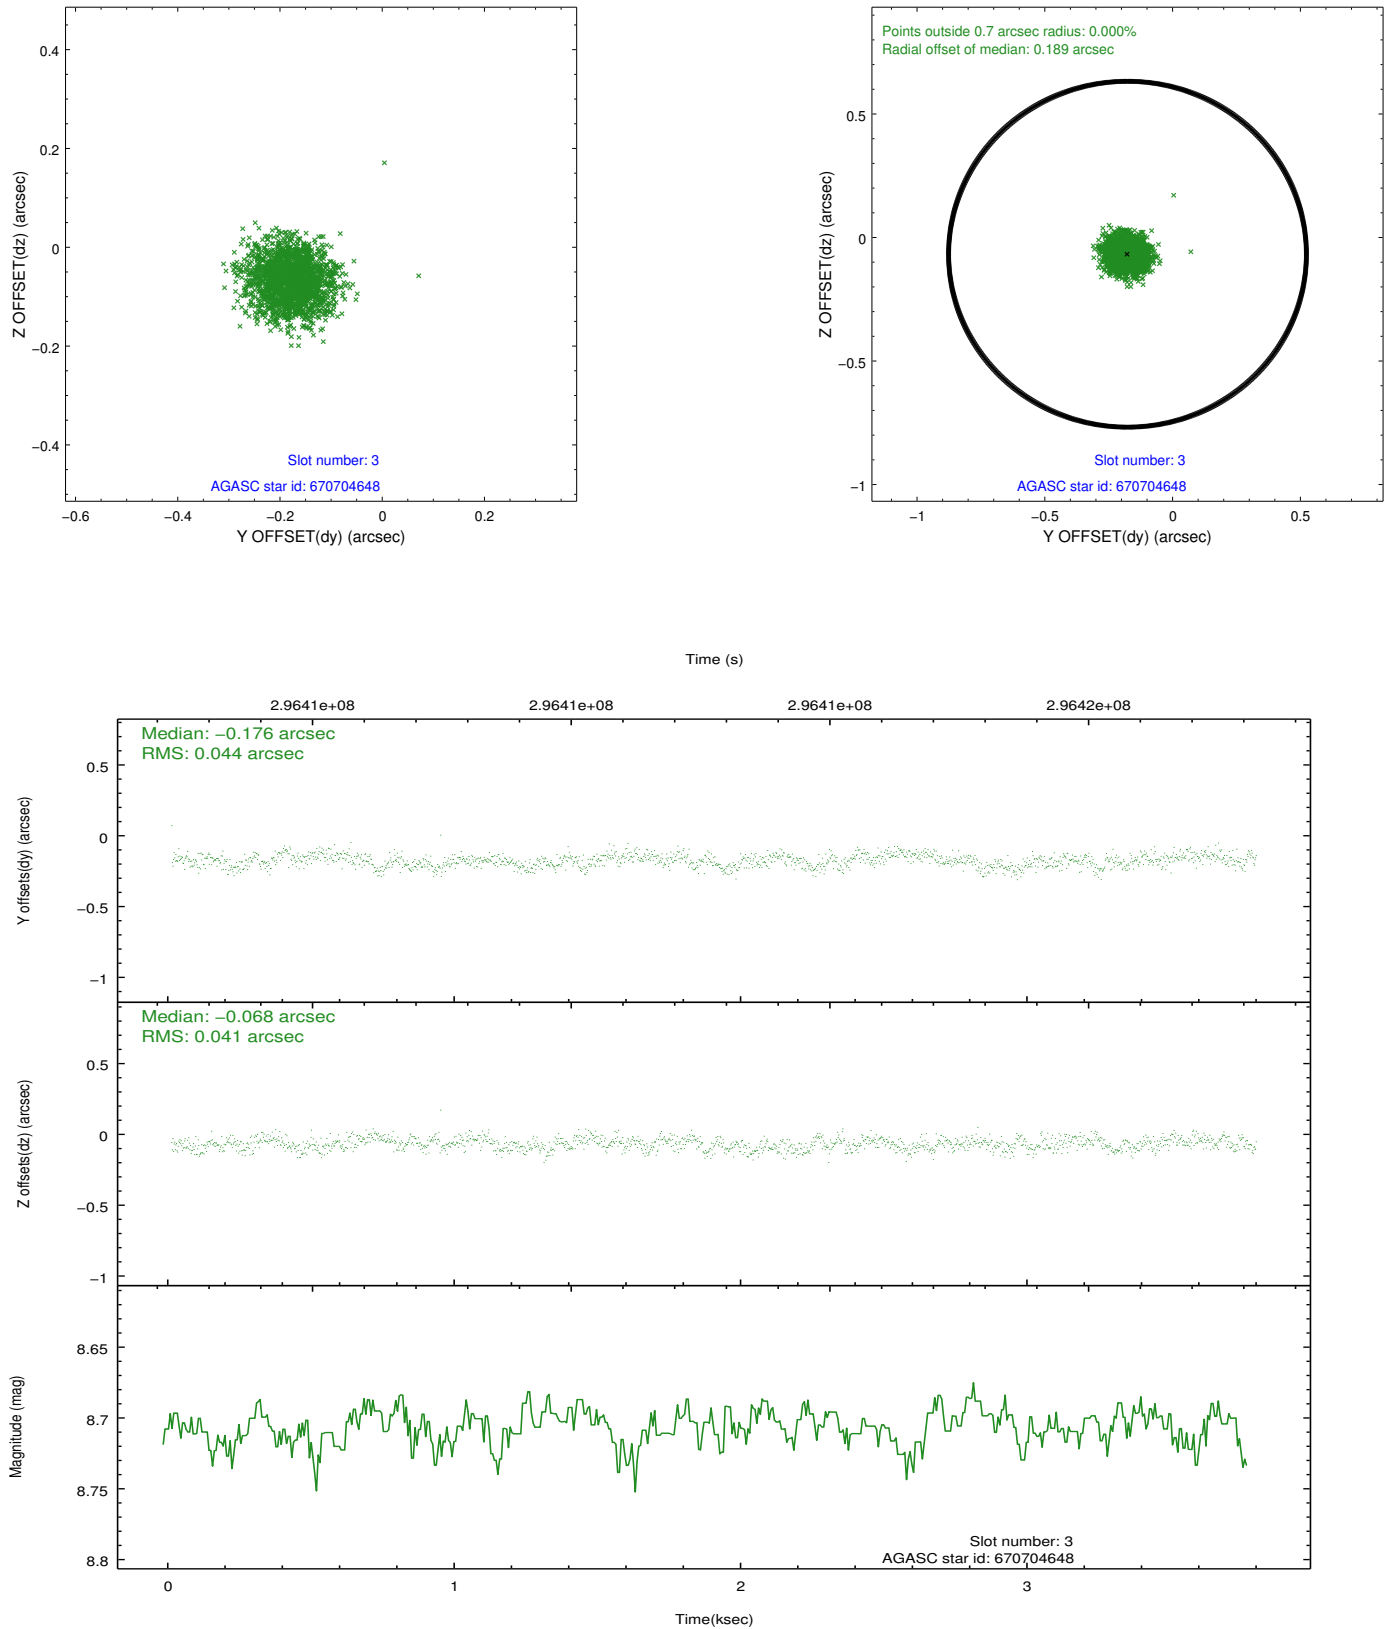 0.4
0.2
0
−0.2
−0.4
Z OFFSET(dz) (arcsec)
Slot number: 3
AGASC star id: 670704648
−0.6
−0.4
−0.2
0
0.2
Y OFFSET(dy) (arcsec)
Points outside 0.7 arcsec radius: 0.000%
Radial offset of median: 0.189 arcsec
0.5
0
−0.5
−1
Z OFFSET(dz) (arcsec)
Slot number: 3
AGASC star id: 670704648
−1
−0.5
0
0.5
Y OFFSET(dy) (arcsec)
Time (s)
2.9641e+08
2.9641e+08
2.9641e+08
2.9642e+08
Median: −0.176 arcsec
RMS: 0.044 arcsec
0.5
0
−0.5
−1
Y offsets(dy) (arcsec)
Median: −0.068 arcsec
RMS: 0.041 arcsec
0.5
0
−0.5
−1
Z offsets(dz) (arcsec)
8.65
8.7
8.75
8.8
Magnitude (mag)
Slot number: 3
AGASC star id: 670704648
0
1
2
3
Time(ksec)